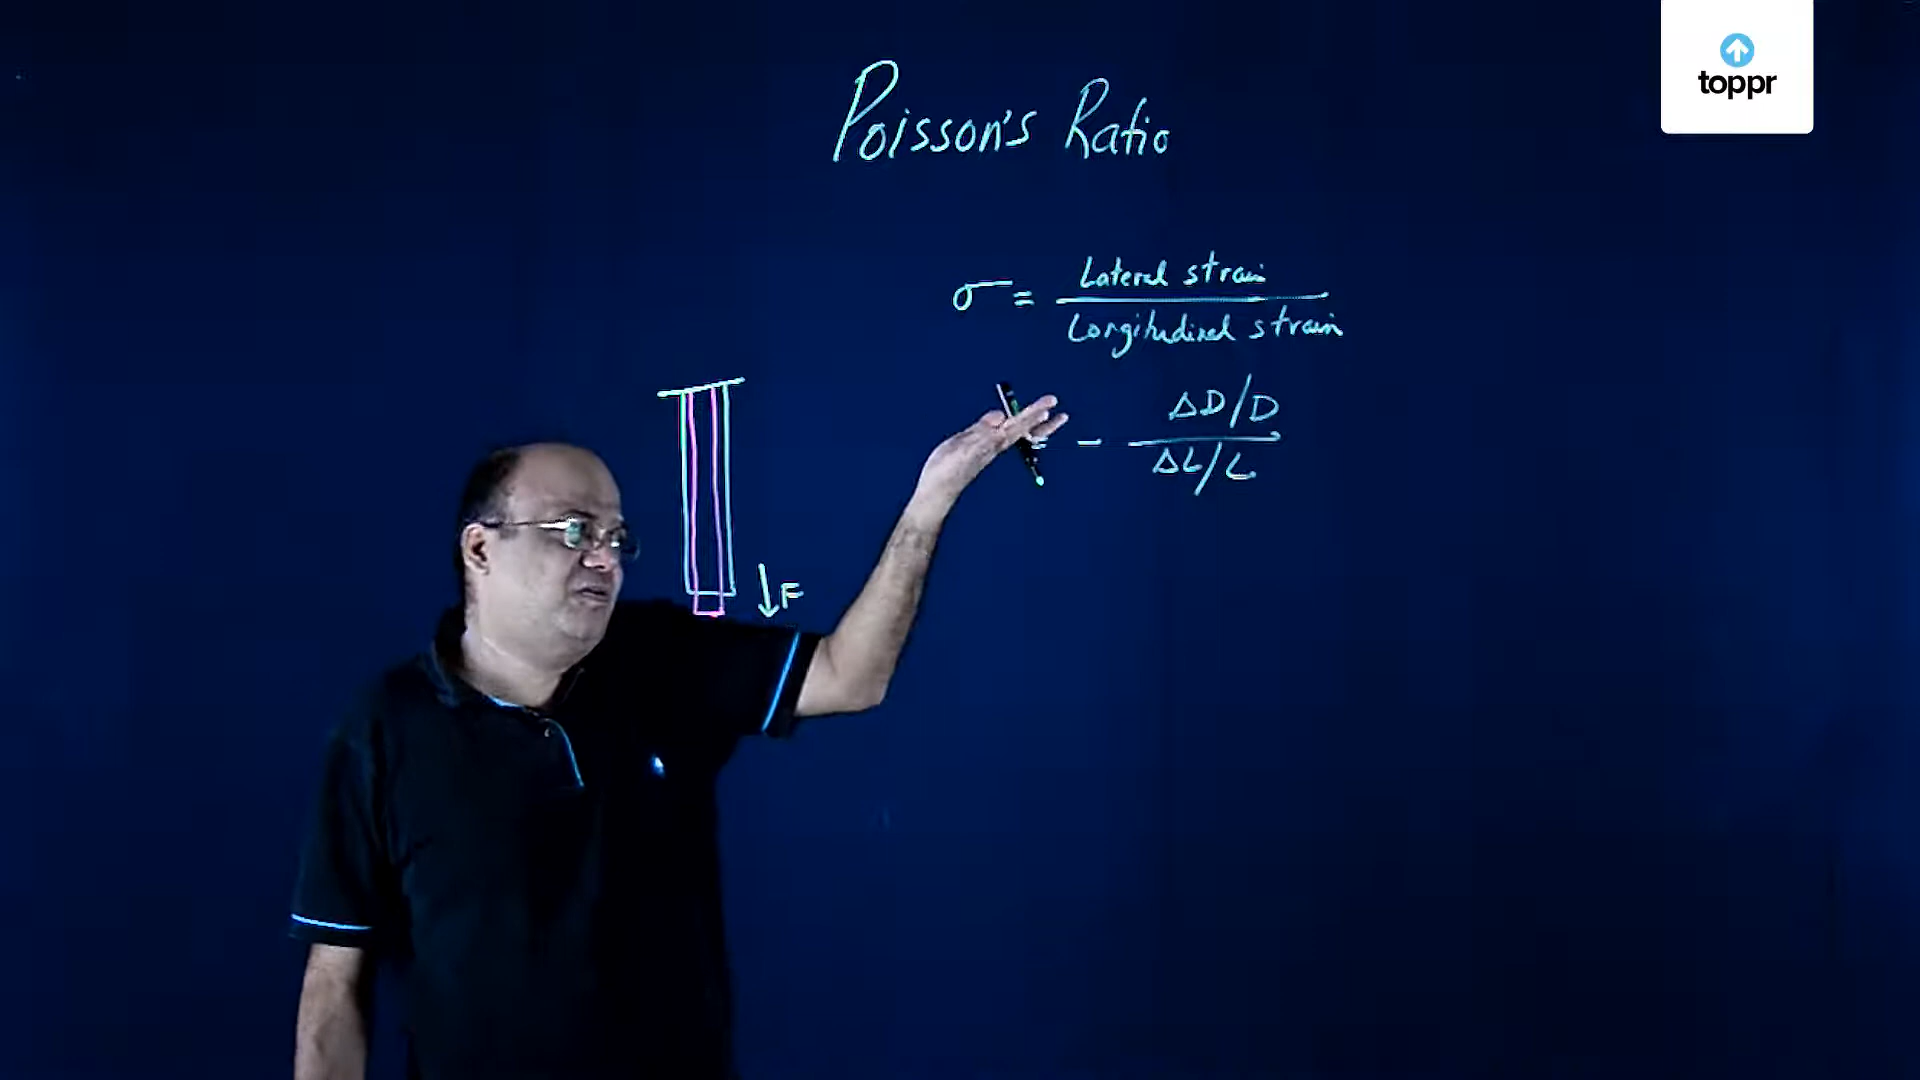 toppr
Poisson's Ratio
σ = Lateral strain
Longitudinal strain
= - ΔD/D
ΔL/L
F